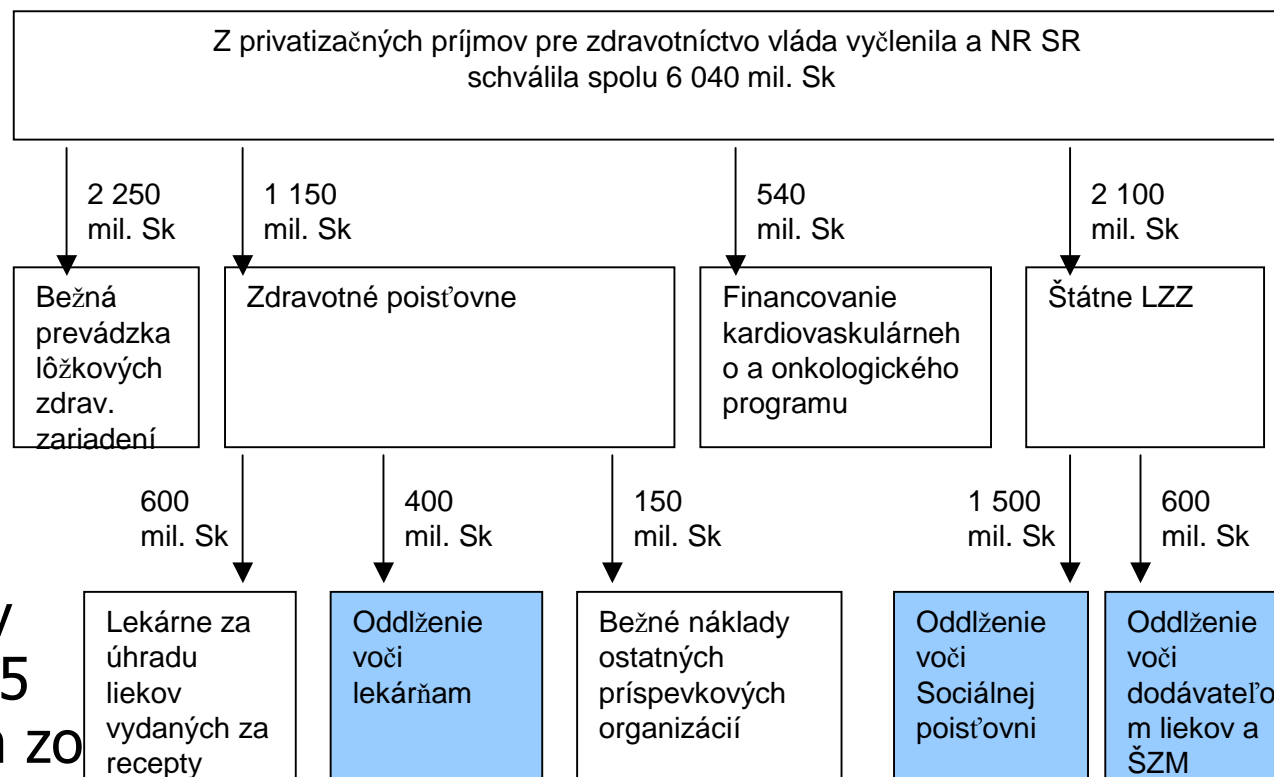 Z privatizačných príjmov pre zdravotníctvo vláda vyčlenila a NR SR
schválila spolu 6 040 mil. Sk
2 250
mil. Sk
1 150
mil. Sk
540
mil. Sk
2 100
mil. Sk
Bežná
prevádzka
lôžkových
zdrav.
zariadení
Zdravotné poisťovne
Financovanie
kardiovaskulárneh
o a onkologického
programu
Štátne LZZ
600
mil. Sk
400
mil. Sk
150
mil. Sk
1 500
mil. Sk
600
mil. Sk
Lekárne za
úhradu
liekov
vydaných za
recepty
Oddlženie
voči
lekárňam
Bežné náklady
ostatných
príspevkových
organizácií
Oddlženie
voči
Sociálnej
poisťovni
Oddlženie
voči
dodávateľo
m liekov a
ŠZM
5
zo